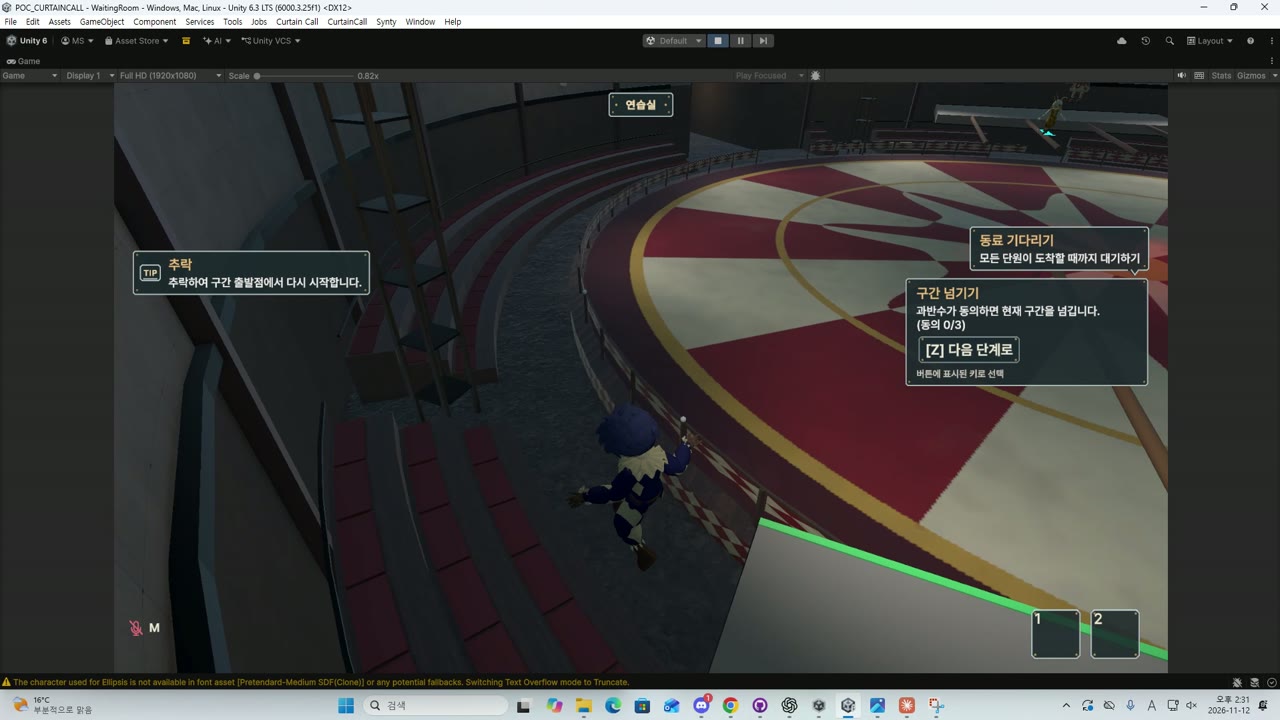 POC_CURTAINCALL - WaitingRoom - Windows, Mac, Linux - Unity 6.3 LTS (6000.3.25f1) <DX12>
File Edit Assets GameObject Component Services Tools Jobs Curtain Call CurtainCall Synty Window Help
Unity 6 MS Asset Store AI Unity VCS Default Layout
Game
Game Display 1 Full HD (1920x1080) Scale 0.82x Play Focused Stats Gizmos
연습실
동료 기다리기
모든 단원이 도착할 때까지 대기하기
TIP
추락
추락하여 구간 출발점에서 다시 시작합니다.
구간 넘기기
과반수가 동의하면 현재 구간을 넘깁니다.
(동의 0/3)
[Z] 다음 단계로
버튼에 표시된 키로 선택
1 2
M
The character used for Ellipsis is not available in font asset [Pretendard-Medium SDF(Clone)] or any potential fallbacks. Switching Text Overflow mode to Truncate.
16°C
부분적으로 맑음
검색
1
A
오후 2:31
2026-11-12